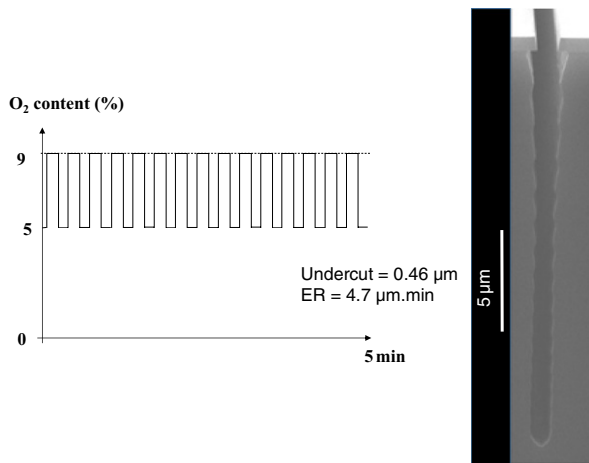 O₂ content (%)
9
5
0
5 min
Undercut = 0.46 µm
ER = 4.7 µm.min
5 µm